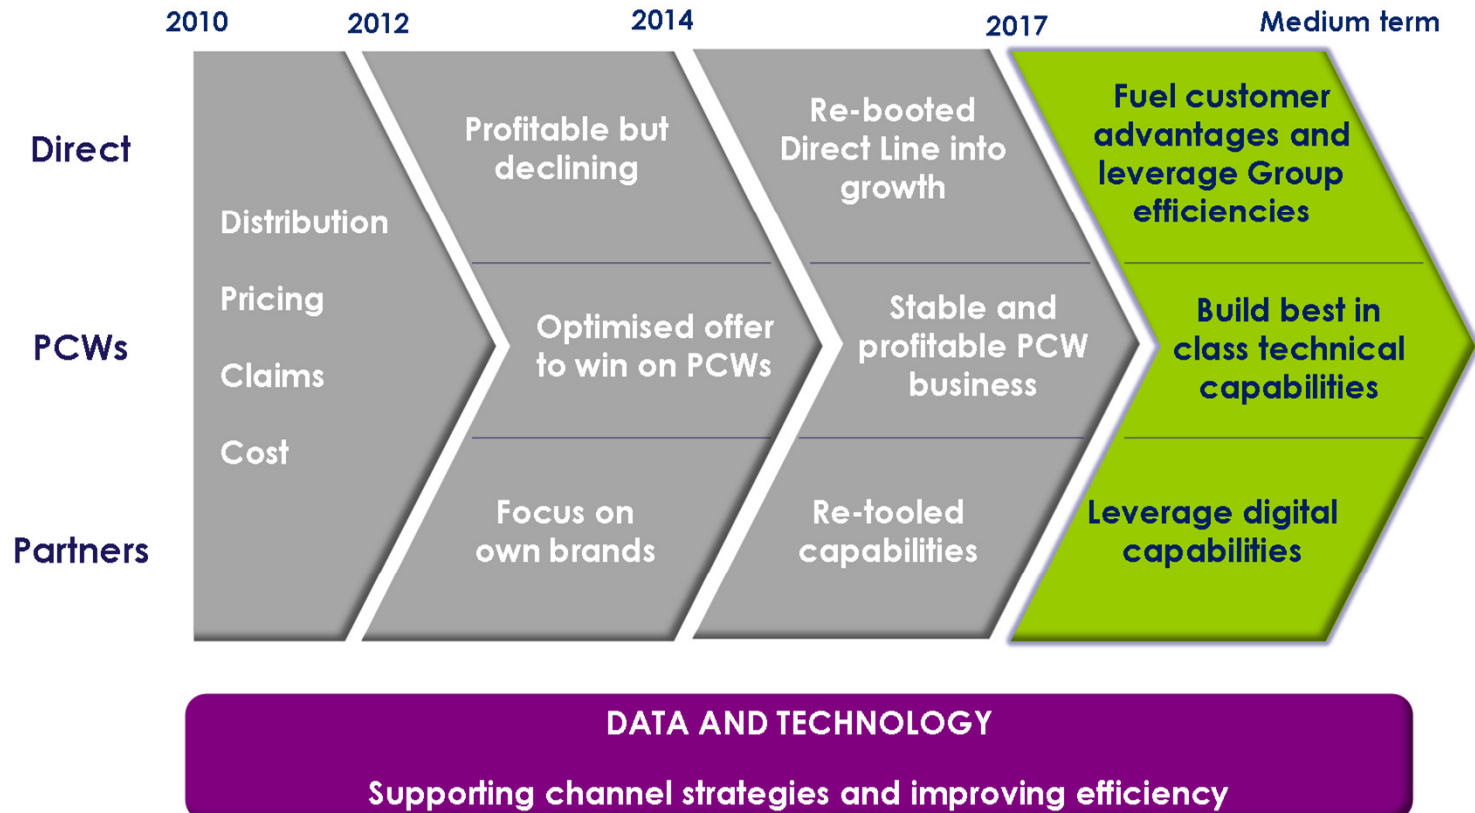 2010
2012
2014
2017
Medium term
Direct
PCWs
Partners
Distribution
Pricing
Claims
Cost
Profitable but
declining
Optimised offer
to win on PCWs
Focus on
own brands
Re-booted
Direct Line into
growth
Stable and
profitable PCW
business
Re-tooled
capabilities
Fuel customer
advantages and
leverage Group
efficiencies
Build best in
class technical
capabilities
Leverage digital
capabilities
DATA AND TECHNOLOGY
Supporting channel strategies and improving efficiency